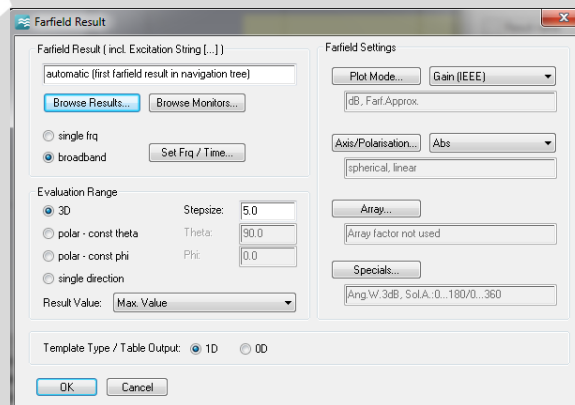 Farfield Result
Farfield Result ( incl. Excitation String [...] )
automatic (first farfield result in navigation tree)
Browse Results...
Browse Monitors...
single frq
broadband
Set Frq / Time...
Evaluation Range
3D
Stepsize:
5.0
polar - const theta
Theta:
90.0
polar - const phi
Phi:
0.0
single direction
Result Value:
Max. Value
Farfield Settings
Plot Mode...
Gain (IEEE)
dB, Farf.Approx.
Axis/Polarisation...
Abs
spherical, linear
Array...
Array factor not used
Specials...
Ang.W.3dB, Sol.A.:0...180/0...360
Template Type / Table Output:
1D
0D
OK
Cancel